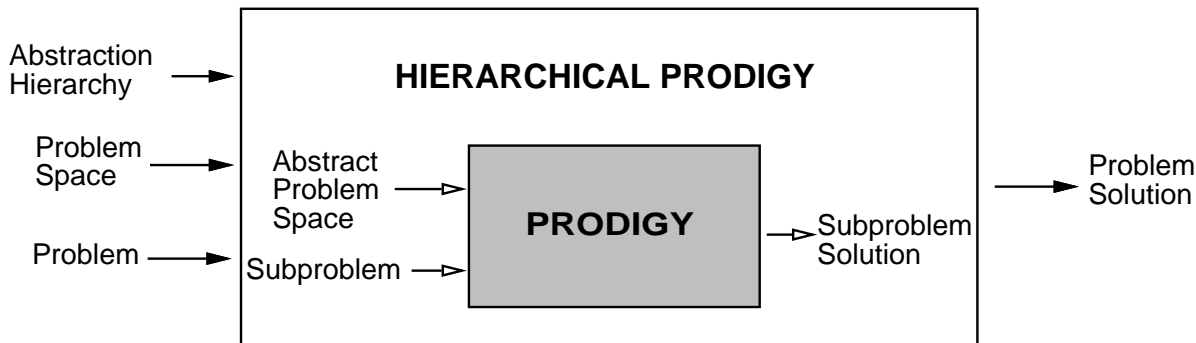 Abstraction
Hierarchy
HIERARCHICAL PRODIGY
Problem
Space
Abstract
Problem
Space
PRODIGY
Problem
Solution
Problem
Subproblem
Subproblem
Solution